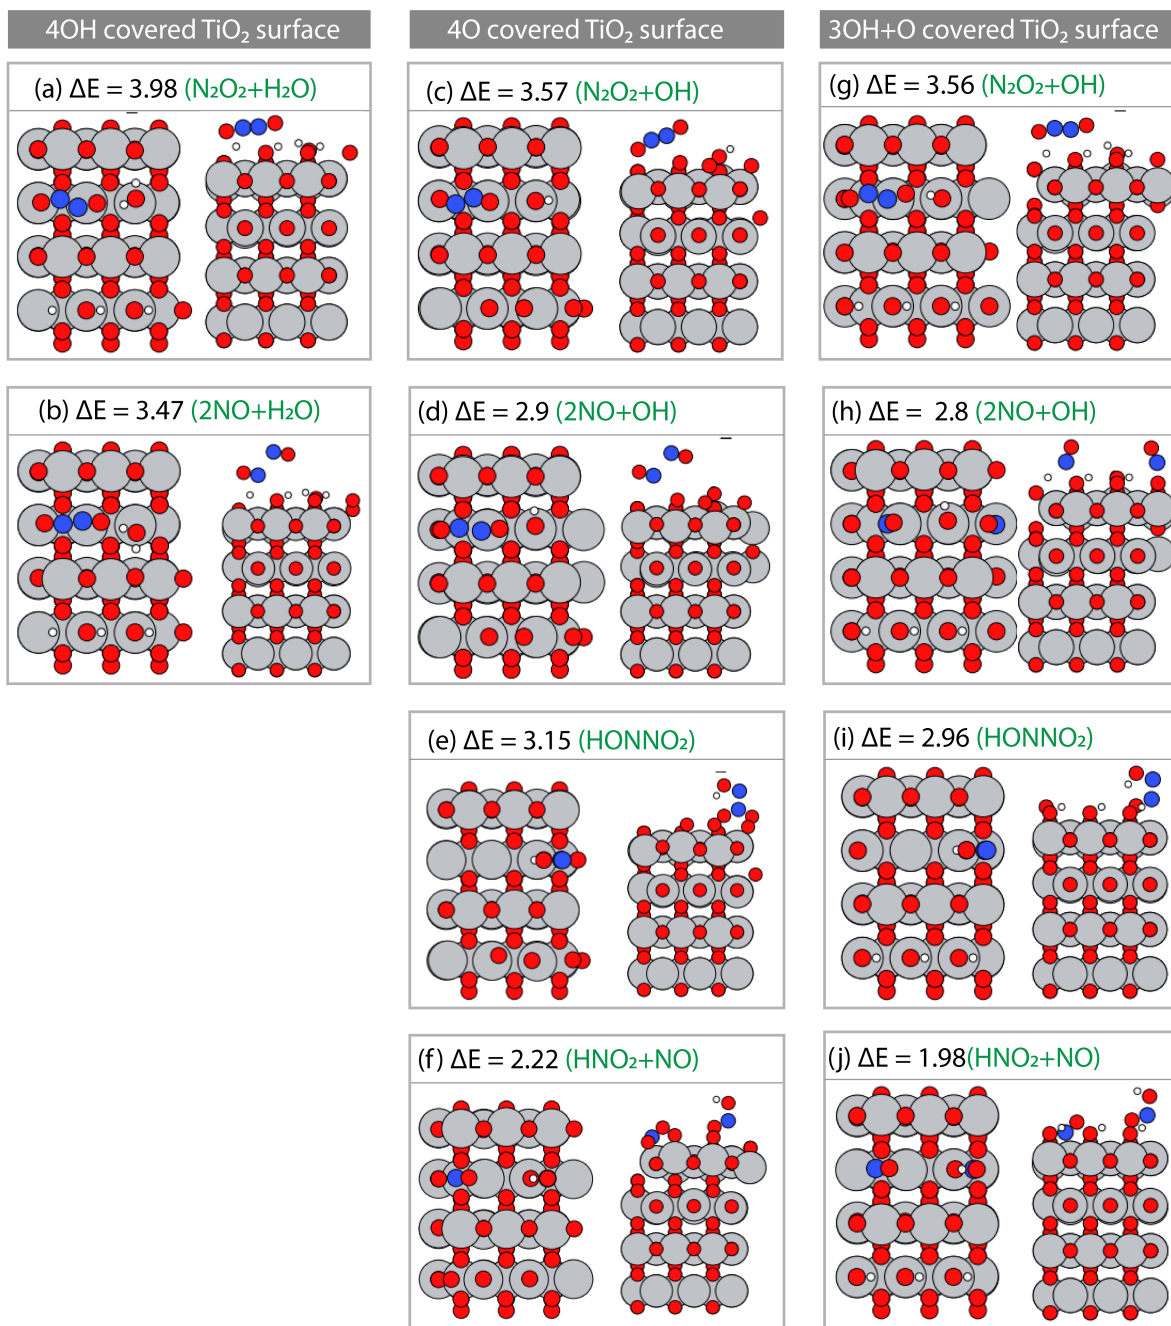 4OH covered TiO₂ surface
4O covered TiO₂ surface
3OH+O covered TiO₂ surface
(a) ΔE = 3.98 (N₂O₂+H₂O)
(c) ΔE = 3.57 (N₂O₂+OH)
(g) ΔE = 3.56 (N₂O₂+OH)
(b) ΔE = 3.47 (2NO+H₂O)
(d) ΔE = 2.9 (2NO+OH)
(h) ΔE = 2.8 (2NO+OH)
(e) ΔE = 3.15 (HONNO₂)
(i) ΔE = 2.96 (HONNO₂)
(f) ΔE = 2.22 (HNO₂+NO)
(j) ΔE = 1.98(HNO₂+NO)